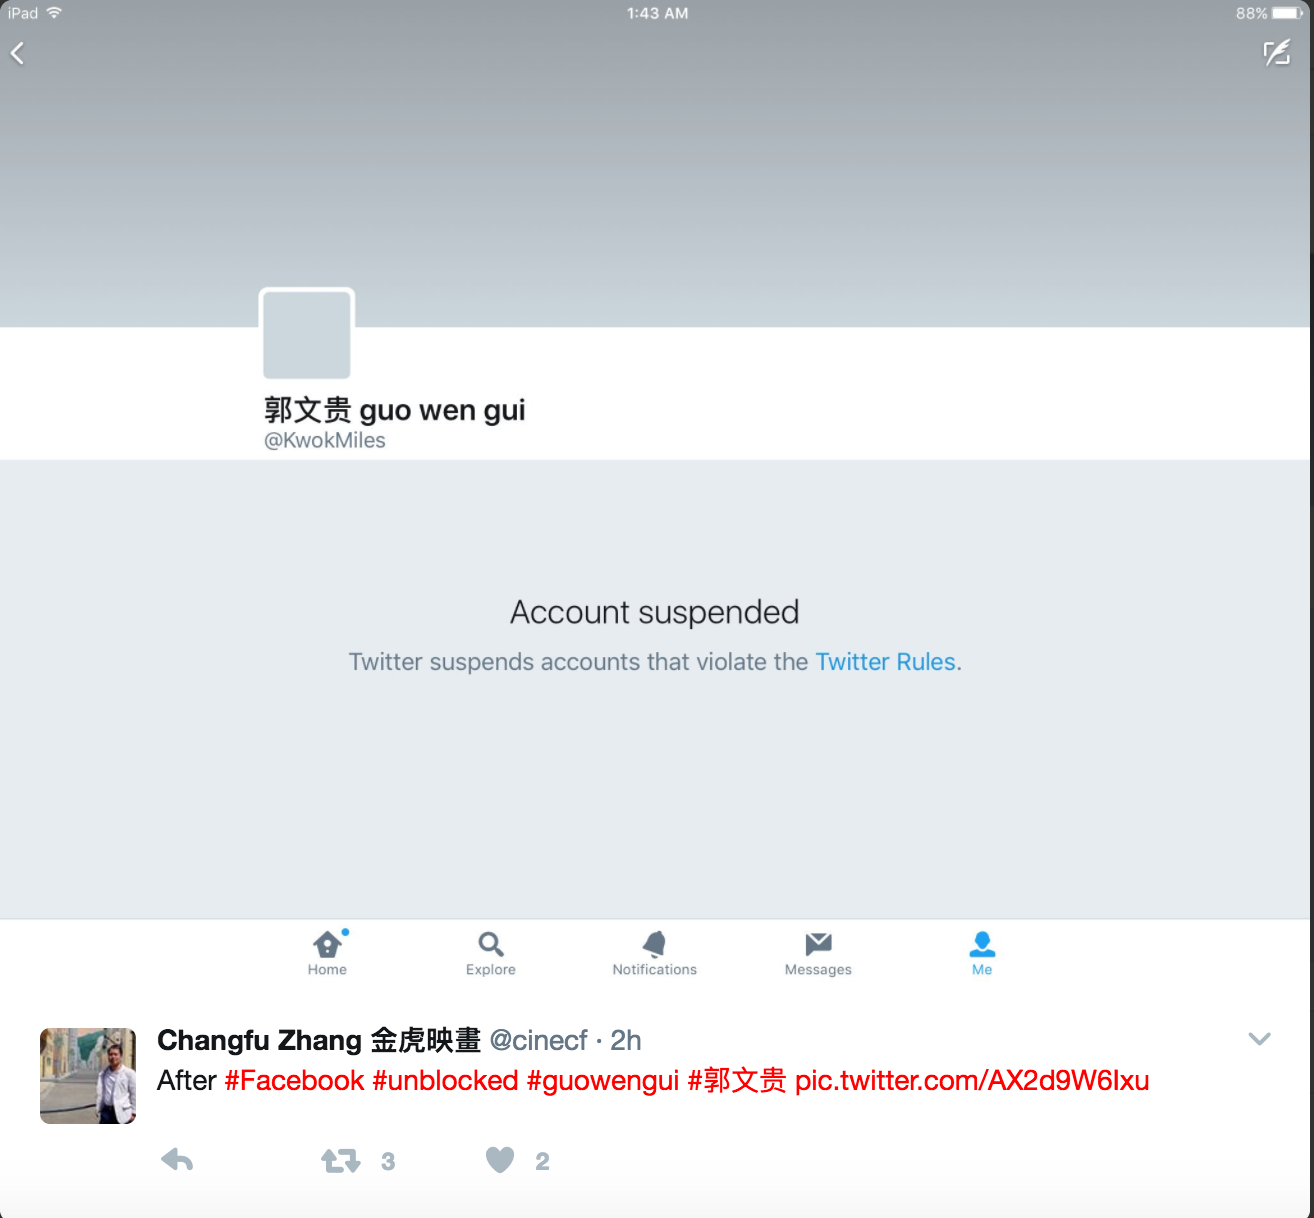 iPad 1:43 AM 88%
郭文贵 guo wen gui
@KwokMiles
Account suspended
Twitter suspends accounts that violate the Twitter Rules.
Home Explore Notifications Messages Me
Changfu Zhang 金虎映畫 @cinecf · 2h
After #Facebook #unblocked #guowengui #郭文贵 pic.twitter.com/AX2d9W6Ixu
3 2